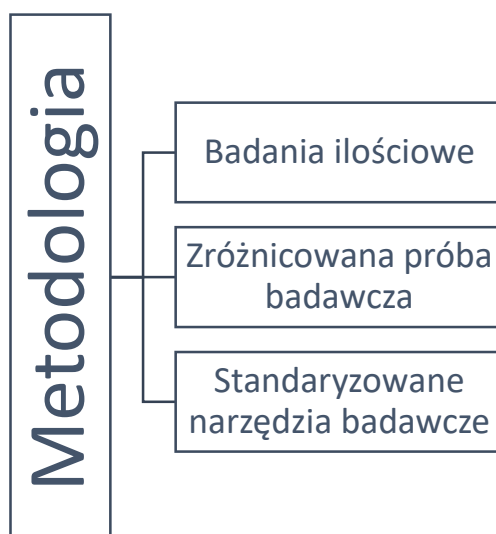 Metodologia
Badania ilościowe
Zróżnicowana próba
badawcza
Standaryzowane
narzędzia badawcze